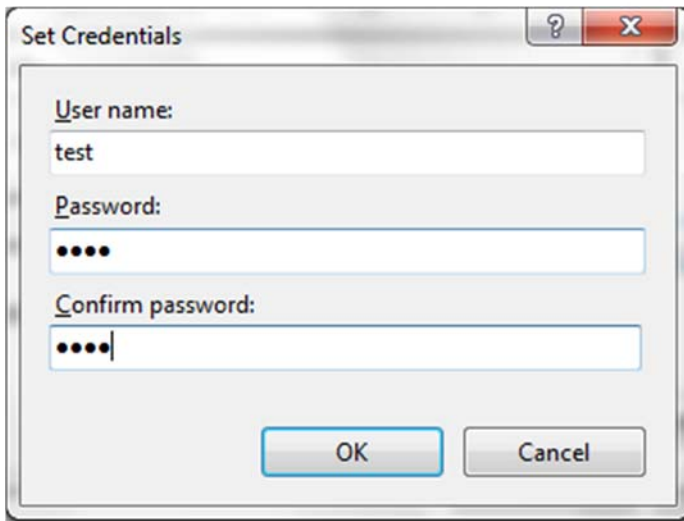 Set Credentials
User name:
test
Password:
••••
Confirm password:
••••
OK
Cancel